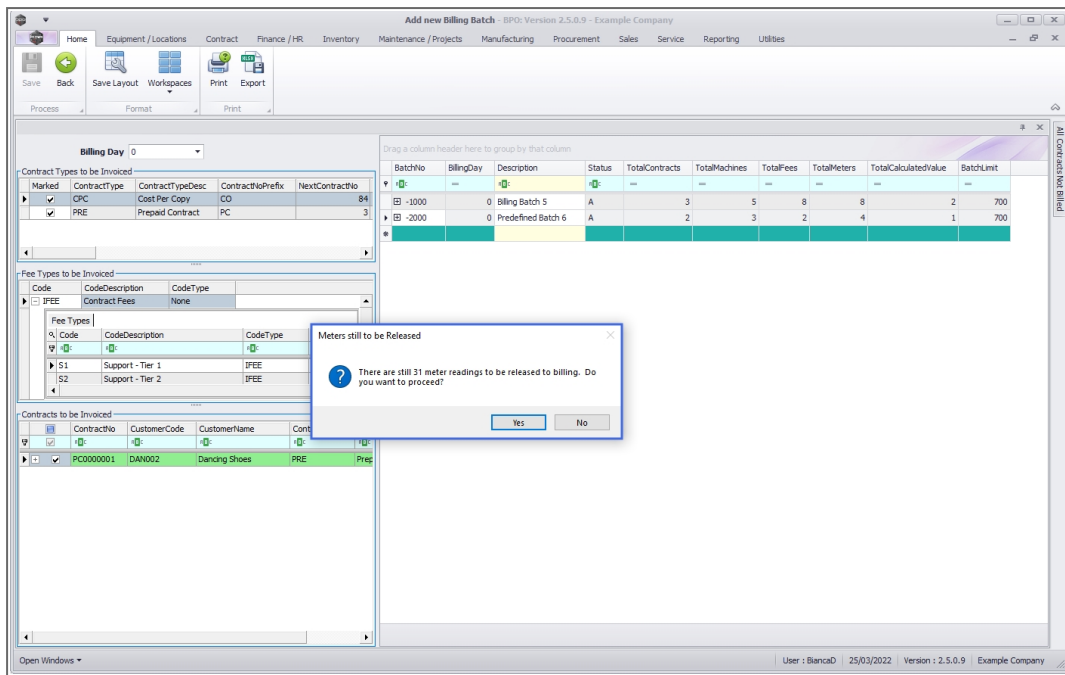 Add new Billing Batch - BPO: Version 2.5.0.9 - Example Company
Home Equipment / Locations Contract Finance / HR Inventory Maintenance / Projects Manufacturing Procurement Sales Service Reporting Utilities
Save Back Save Layout Workspaces Print Export
Process Format Print
Billing Day 0
Contract Types to be Invoiced
Marked ContractType ContractTypeDesc ContractNoPrefix NextContractNo
CPC Cost Per Copy CO 84
PRE Prepaid Contract PC 3
Fee Types to be Invoiced
Code CodeDescription CodeType
IFEE Contract Fees None
Fee Types
Code CodeDescription CodeType
S1 Support - Tier 1 IFEE
S2 Support - Tier 2 IFEE
Contracts to be Invoiced
ContractNo CustomerCode CustomerName Cont
PC0000001 DAN002 Dancing Shoes PRE Prep
Drag a column header here to group by that column
BatchNo BillingDay Description Status TotalContracts TotalMachines TotalFees TotalMeters TotalCalculatedValue BatchLimit
-1000 0 Billing Batch 5 A 3 5 8 8 2 700
-2000 0 Predefined Batch 6 A 2 3 2 4 1 700
All Contracts Not Billed
Meters still to be Released
There are still 31 meter readings to be released to billing. Do
you want to proceed?
Yes No
Open Windows
User : BiancaD 25/03/2022 Version : 2.5.0.9 Example Company